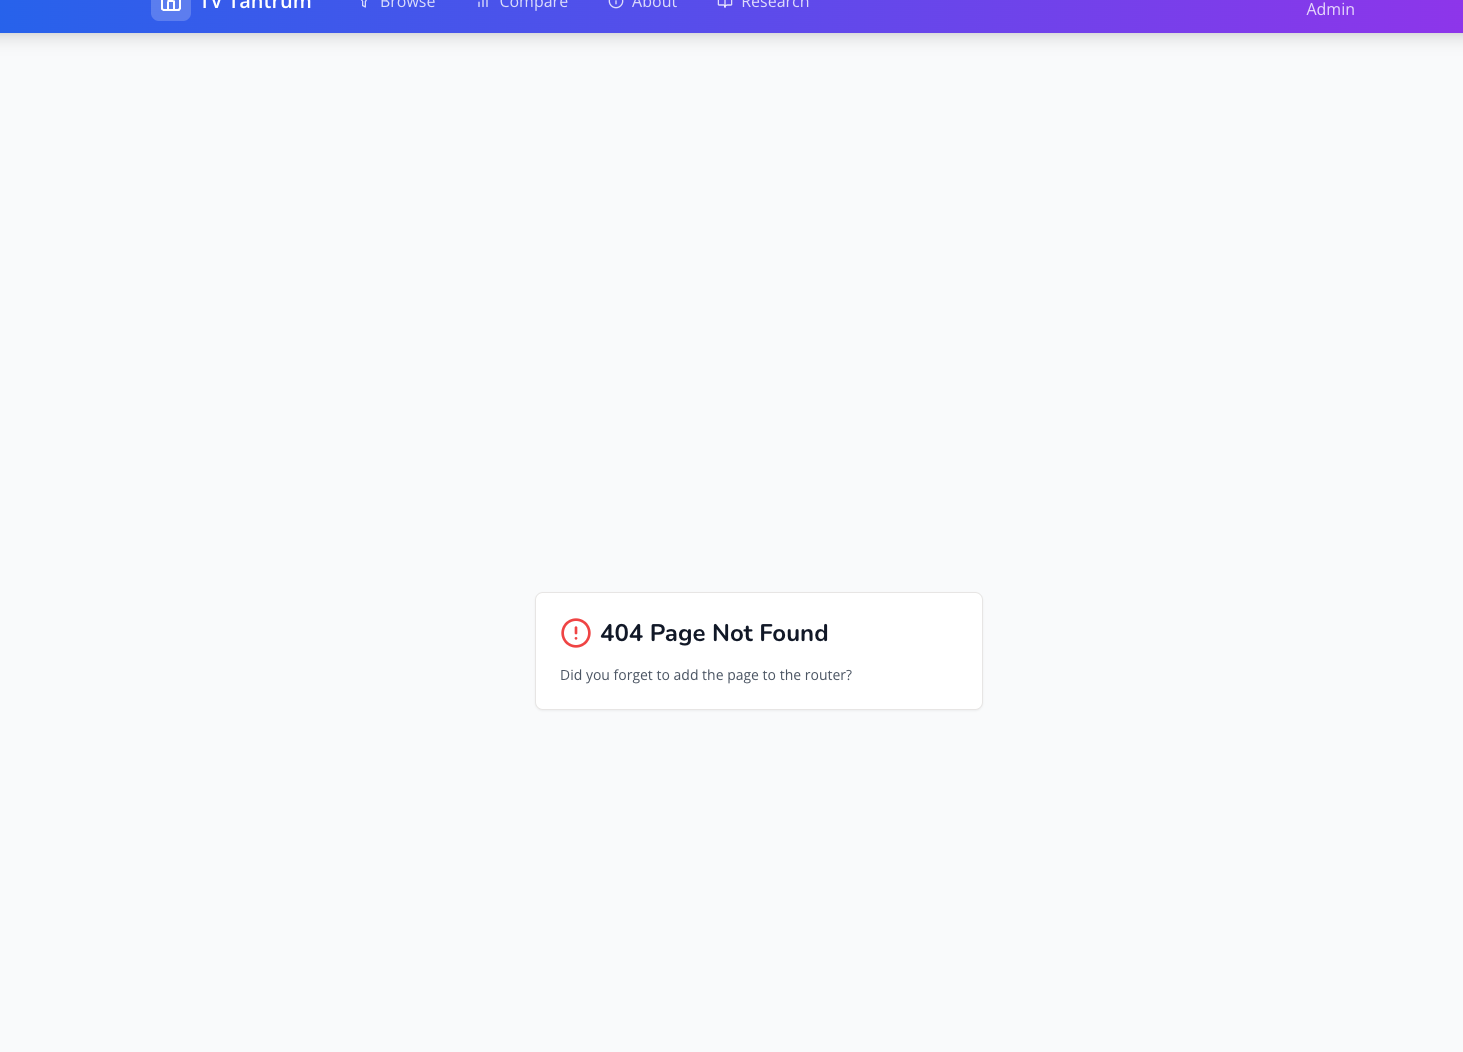 TV Tantrum
Browse
Compare
About
Research
Admin
404 Page Not Found
Did you forget to add the page to the router?